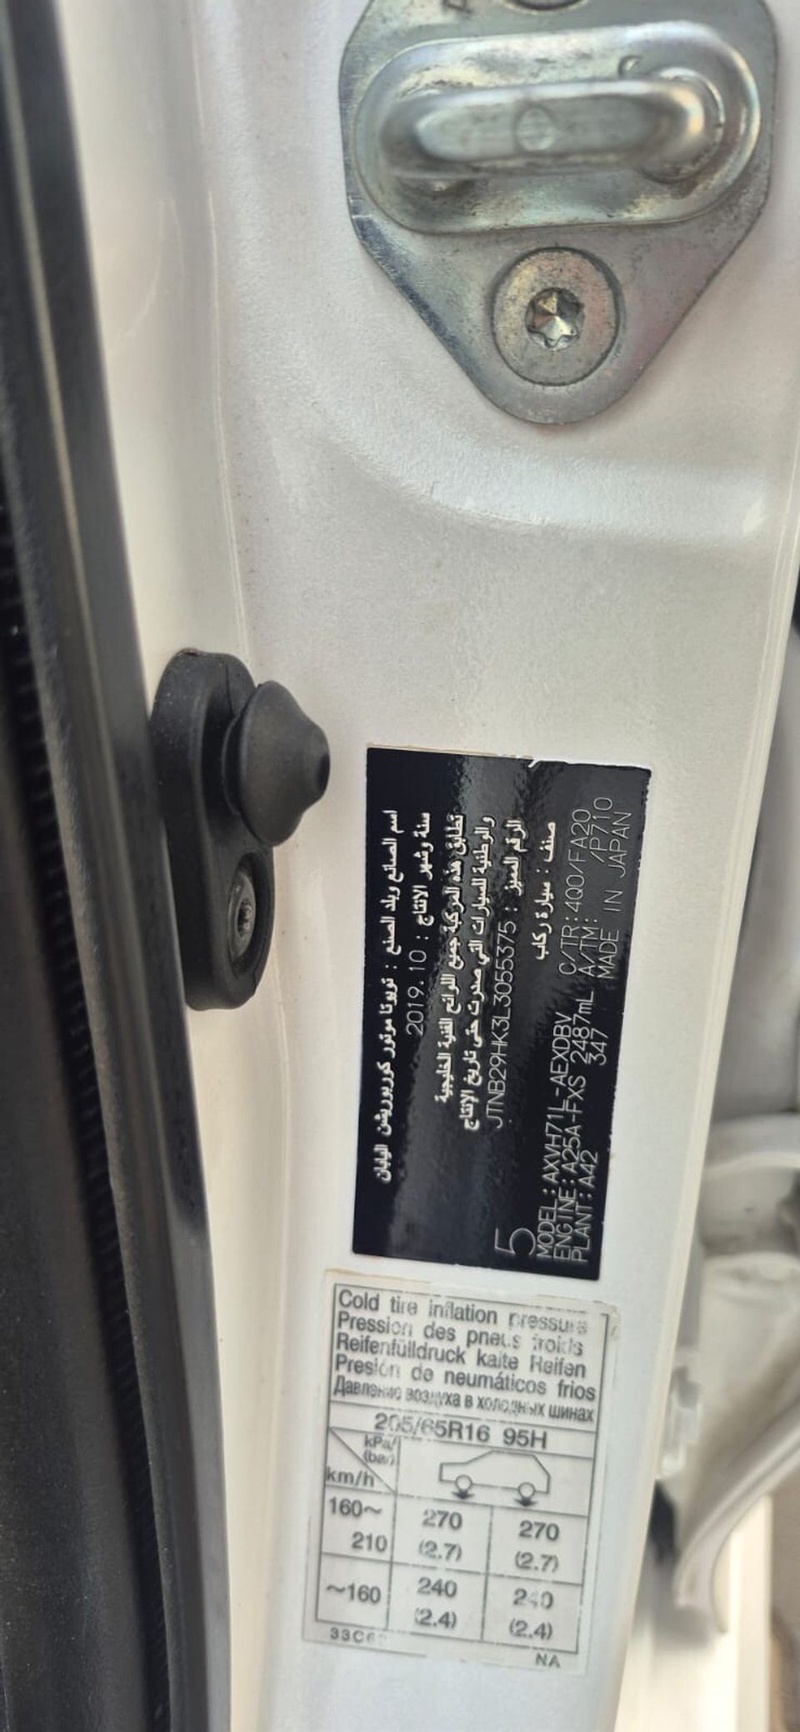 اسم الصانع وبلد الصنع : تويوتا موتور كوربوريشن اليابان
سنة وشهر الانتاج : 2019.10
تطابق هذه المركبة جميع اللوائح الفنية الخليجية
والوطنية للسيارات التي صدرت حتى تاريخ الإنتاج
الرقم المميز : JTNB29HK3L3055375
صنف : سيارة ركاب
5
MODEL:AXVH71L-AEXDBV C/TR:4Q0/FA20
ENGINE:A25A-FXS 2487mL A/TM: /P710
PLANT:A42 347 MADE IN JAPAN
Cold tire inflation pressure
Pression des pneus froids
Reifenfülldruck kalte Reifen
Presión de neumáticos frios
Давление воздуха в холодных шинах
205/65R16 95H
kPa/
(bar)
km/h
160~
210 270 (2.7) 270 (2.7)
~160 240 (2.4) 240 (2.4)
NA